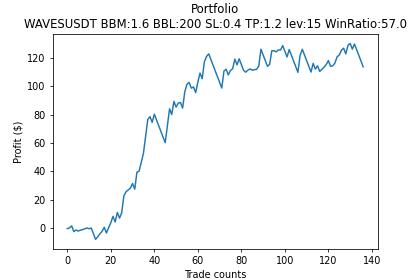 Portfolio
WAVESUSDT BBM:1.6 BBL:200 SL:0.4 TP:1.2 lev:15 WinRatio:57.0
Profit ($)
120
100
80
60
40
20
0
0 20 40 60 80 100 120 140
Trade counts